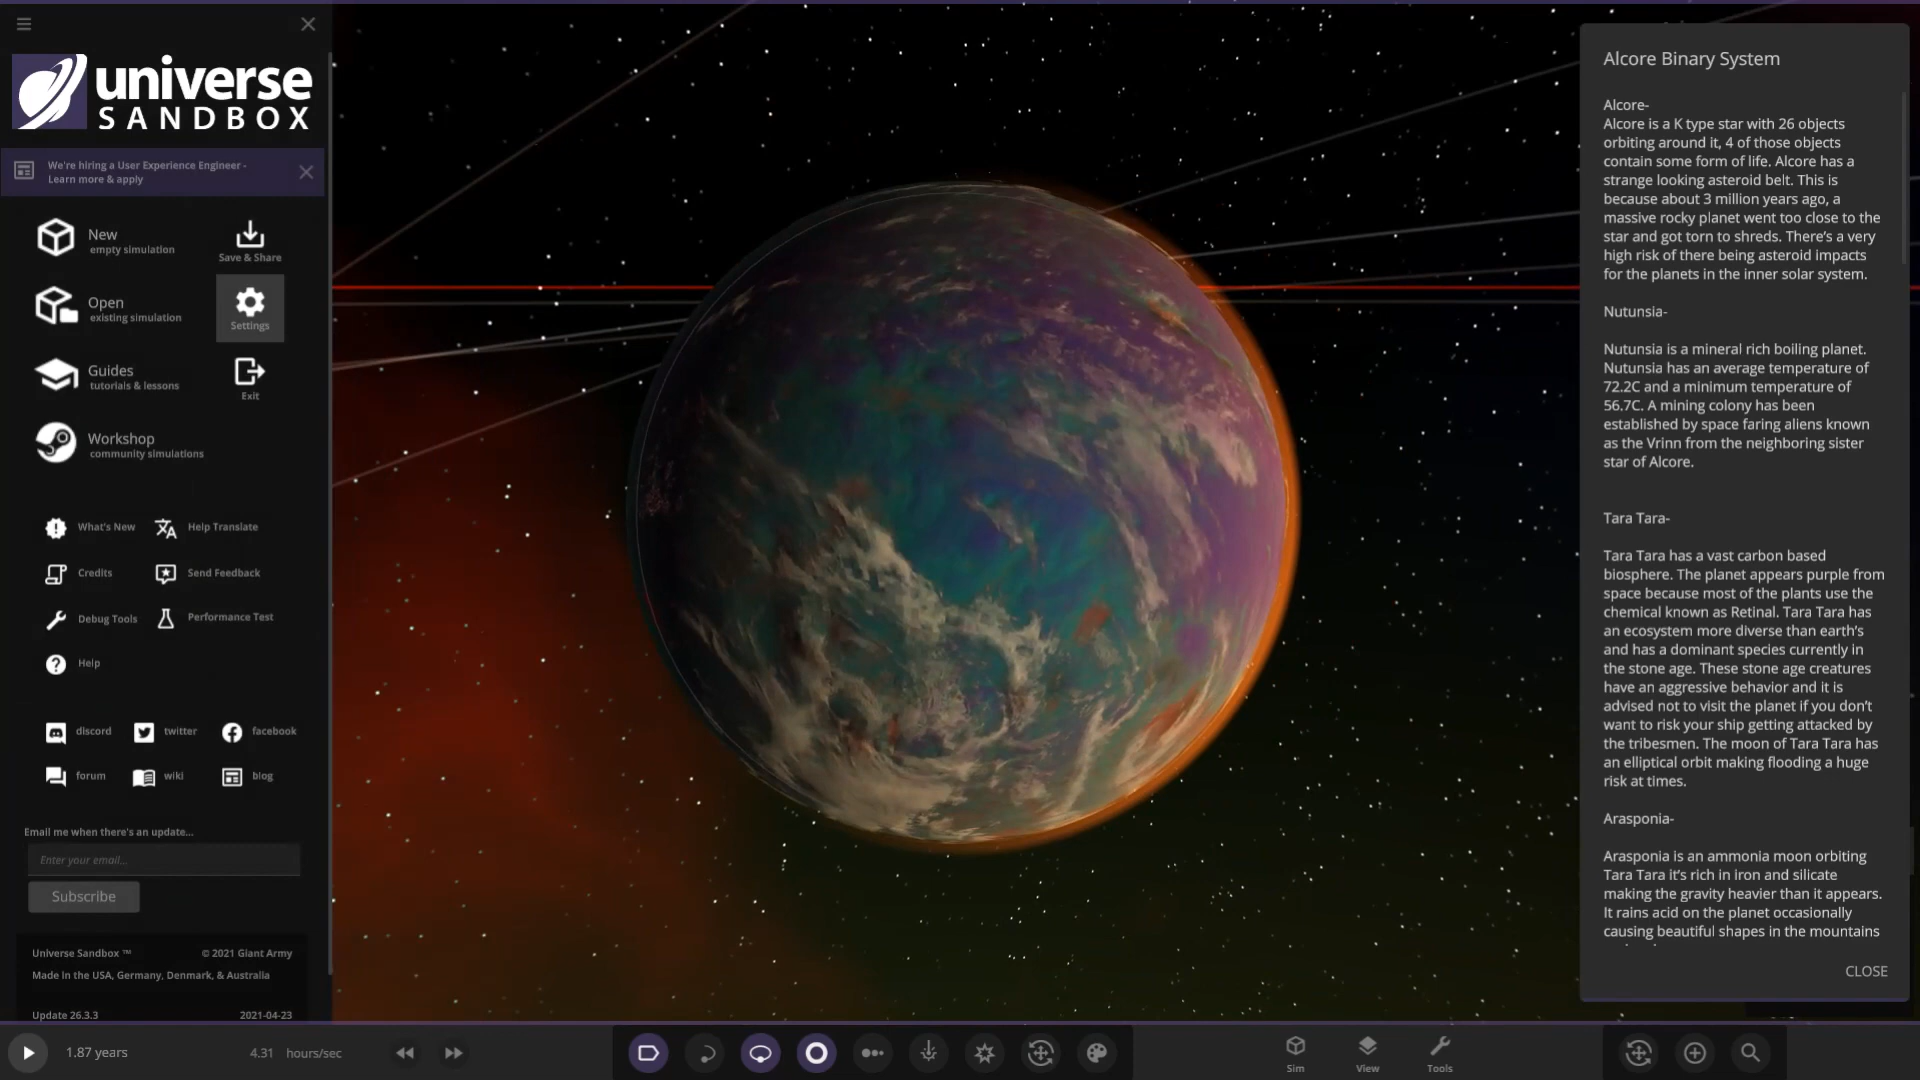 universe
SANDBOX
We're hiring a User Experience Engineer -
Learn more & apply
New
empty simulation
Save & Share
Open
existing simulation
Settings
Guides
tutorials & lessons
Exit
Workshop
community simulations
What's New
Help Translate
Credits
Send Feedback
Debug Tools
Performance Test
Help
discord
twitter
facebook
forum
wiki
blog
Email me when there's an update...
Enter your email...
Subscribe
Universe Sandbox ™
© 2021 Giant Army
Made in the USA, Germany, Denmark, & Australia
Update 26.3.3
2021-04-23
1.87 years
4.31 hours/sec
Sim
View
Tools
Alcore Binary System
Alcore-
Alcore is a K type star with 26 objects
orbiting around it, 4 of those objects
contain some form of life. Alcore has a
strange looking asteroid belt. This is
because about 3 million years ago, a
massive rocky planet went too close to the
star and got torn to shreds. There's a very
high risk of there being asteroid impacts
for the planets in the inner solar system.
Nutunsia-
Nutunsia is a mineral rich boiling planet.
Nutunsia has an average temperature of
72.2C and a minimum temperature of
56.7C. A mining colony has been
established by space faring aliens known
as the Vrinn from the neighboring sister
star of Alcore.
Tara Tara-
Tara Tara has a vast carbon based
biosphere. The planet appears purple from
space because most of the plants use the
chemical known as Retinal. Tara Tara has
an ecosystem more diverse than earth's
and has a dominant species currently in
the stone age. These stone age creatures
have an aggressive behavior and it is
advised not to visit the planet if you don't
want to risk your ship getting attacked by
the tribesmen. The moon of Tara Tara has
an elliptical orbit making flooding a huge
risk at times.
Arasponia-
Arasponia is an ammonia moon orbiting
Tara Tara it's rich in iron and silicate
making the gravity heavier than it appears.
It rains acid on the planet occasionally
causing beautiful shapes in the mountains
CLOSE